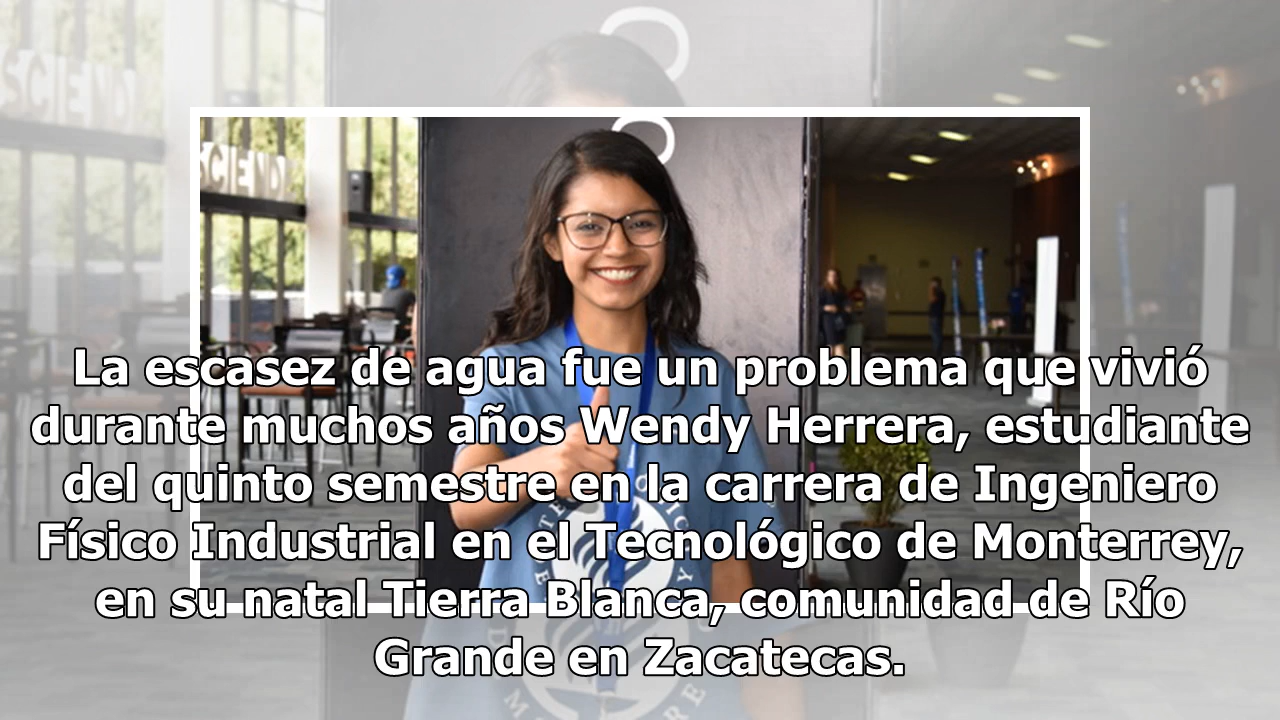 SCIEND
La escasez de agua fue un problema que vivió
durante muchos años Wendy Herrera, estudiante
del quinto semestre en la carrera de Ingeniero
Físico Industrial en el Tecnológico de Monterrey,
en su natal Tierra Blanca, comunidad de Río
Grande en Zacatecas.